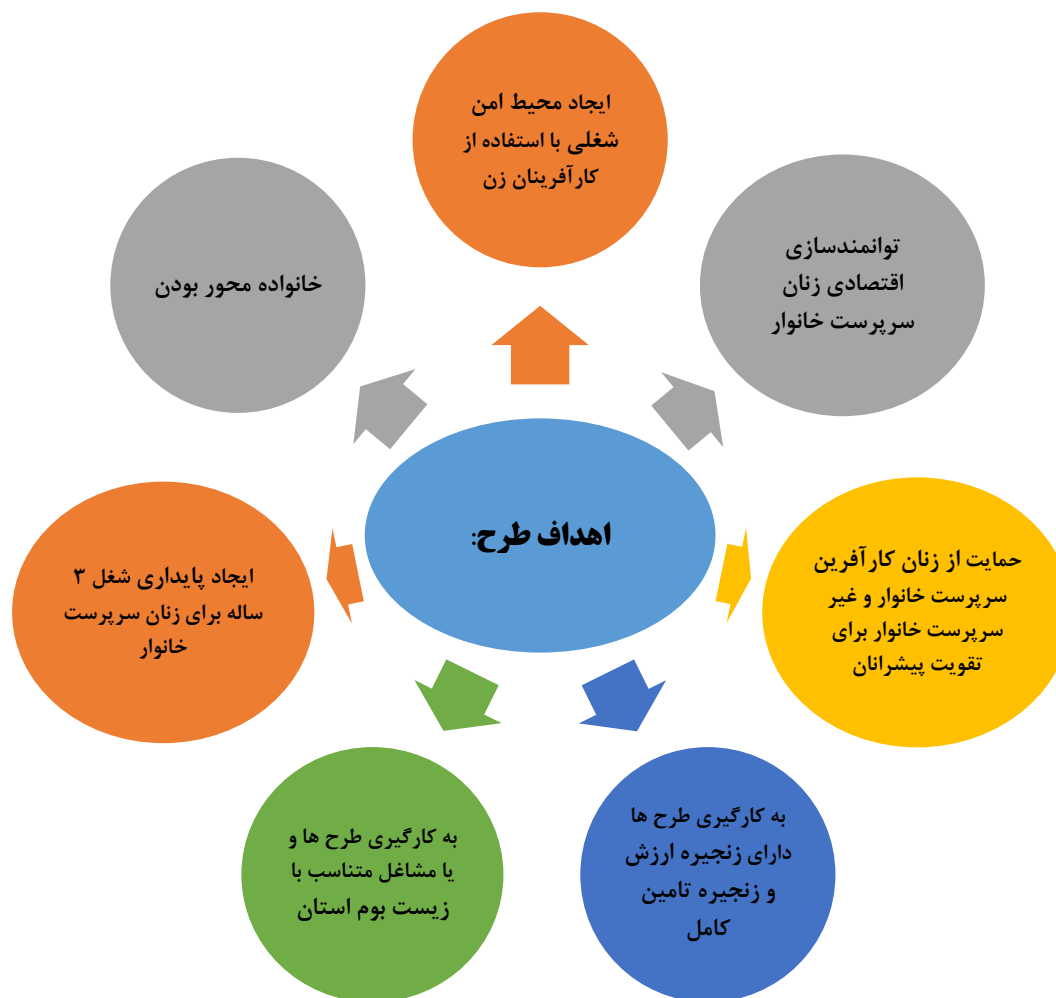 ایجاد محیط امن
شغلی با استفاده از
کارآفرینان زن
توانمندسازی
اقتصادی زنان
سرپرست خانوار
حمایت از زنان کارآفرین
سرپرست خانوار و غیر
سرپرست خانوار برای
تقویت پیشرانان
به کارگیری طرح ها
دارای زنجیره ارزش
و زنجیره تامین
کامل
به کارگیری طرح ها و
یا مشاغل متناسب با
زیست بوم استان
ایجاد پایداری شغل ۳
ساله برای زنان سرپرست
خانوار
خانواده محور بودن
اهداف طرح: